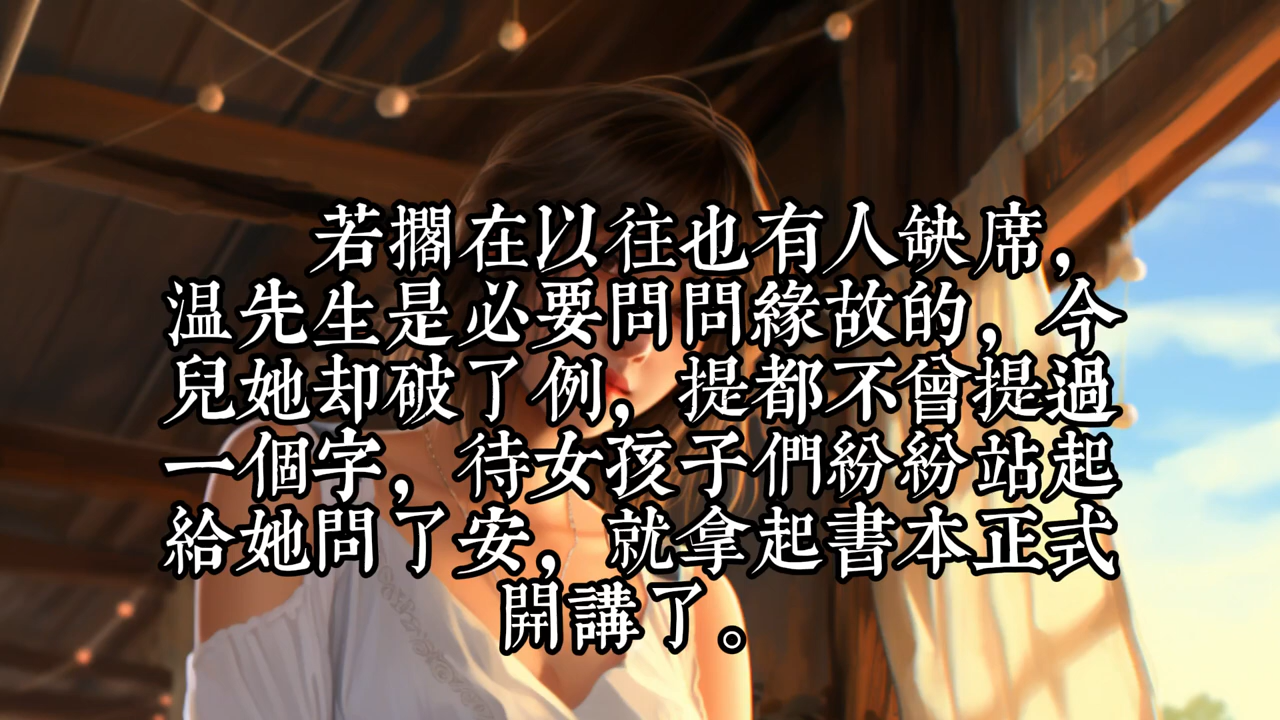 若擱在以往也有人缺席，
温先生是必要問問緣故的，今
兒她却破了例，提都不曾提過
一個字，待女孩子們紛紛站起
給她問了安，就拿起書本正式
開講了。